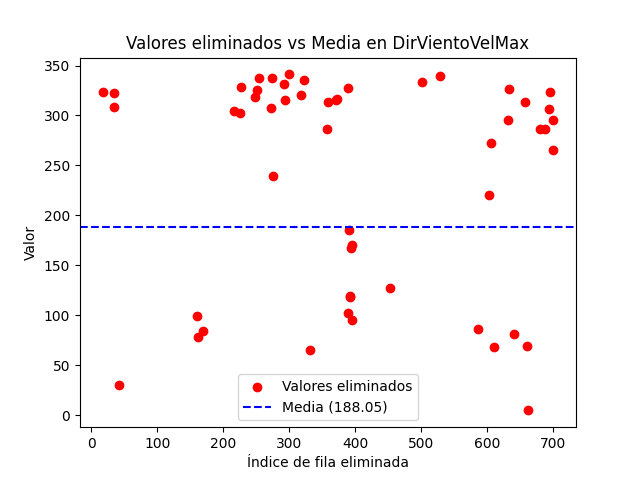 Valores eliminados vs Media en DirVientoVelMax
Valor
350
300
250
200
150
100
50
0
Valores eliminados
Media (188.05)
0 100 200 300 400 500 600 700
Índice de fila eliminada